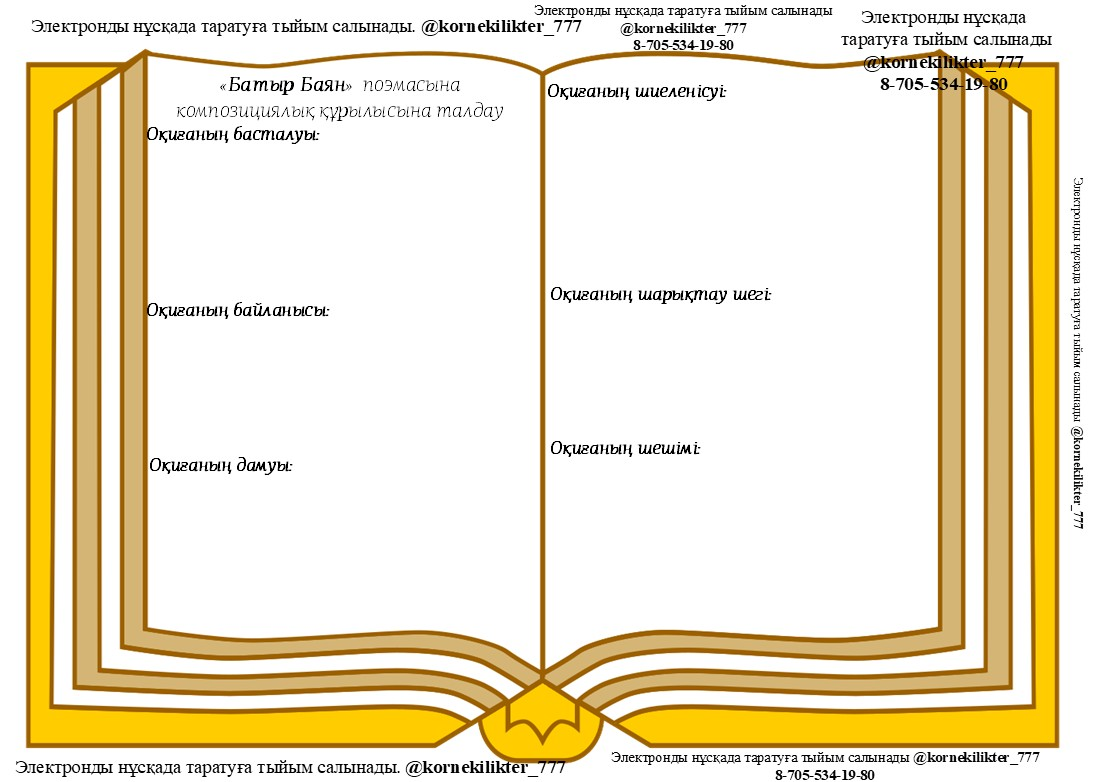 Электронды нұсқада таратуға тыйым салынады. @kornekilikter_777
Электронды нұсқада таратуға тыйым салынады
@kornekilikter_777
8-705-534-19-80
Электронды нұсқада
таратуға тыйым салынады
@kornekilikter_777
8-705-534-19-80
«Батыр Баян» поэмасына
композициялық құрылысына талдау
Оқиғаның басталуы:
Оқиғаның байланысы:
Оқиғаның дамуы:
Оқиғаның шиеленісуі:
Оқиғаның шарықтау шегі:
Оқиғаның шешімі:
Электронды нұсқада таратуға тыйым салынады @kornekilikter_777
Электронды нұсқада таратуға тыйым салынады. @kornekilikter_777
Электронды нұсқада таратуға тыйым салынады @kornekilikter_777
8-705-534-19-80